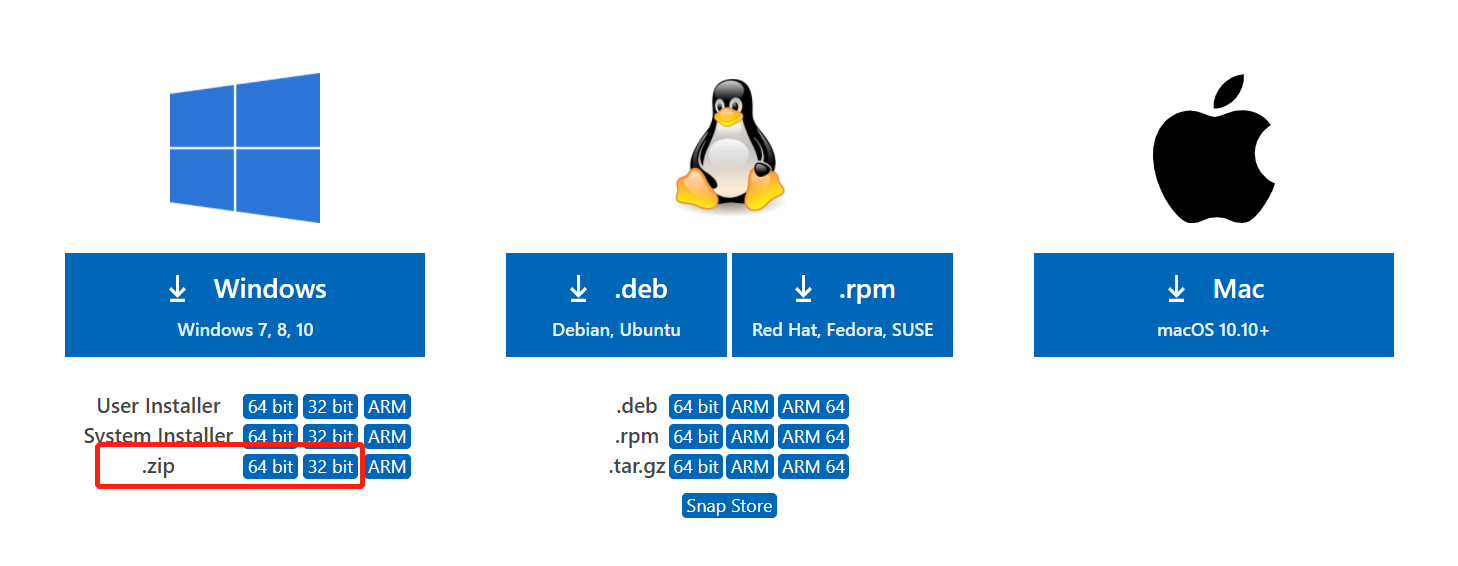 Windows
Windows 7, 8, 10
User Installer 64 bit 32 bit ARM
System Installer 64 bit 32 bit ARM
.zip 64 bit 32 bit ARM
.deb
Debian, Ubuntu
.rpm
Red Hat, Fedora, SUSE
.deb 64 bit ARM ARM 64
.rpm 64 bit ARM ARM 64
.tar.gz 64 bit ARM ARM 64
Snap Store
Mac
macOS 10.10+